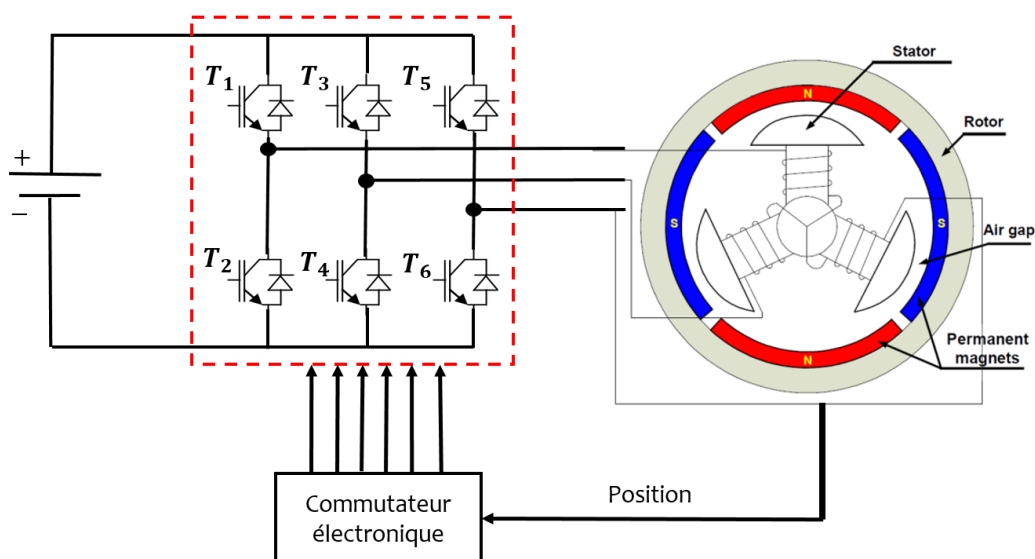 T1
T3
T5
T2
T4
T6
+
−
Stator
Rotor
Air gap
Permanent
magnets
N
S
S
N
Position
Commutateur
électronique